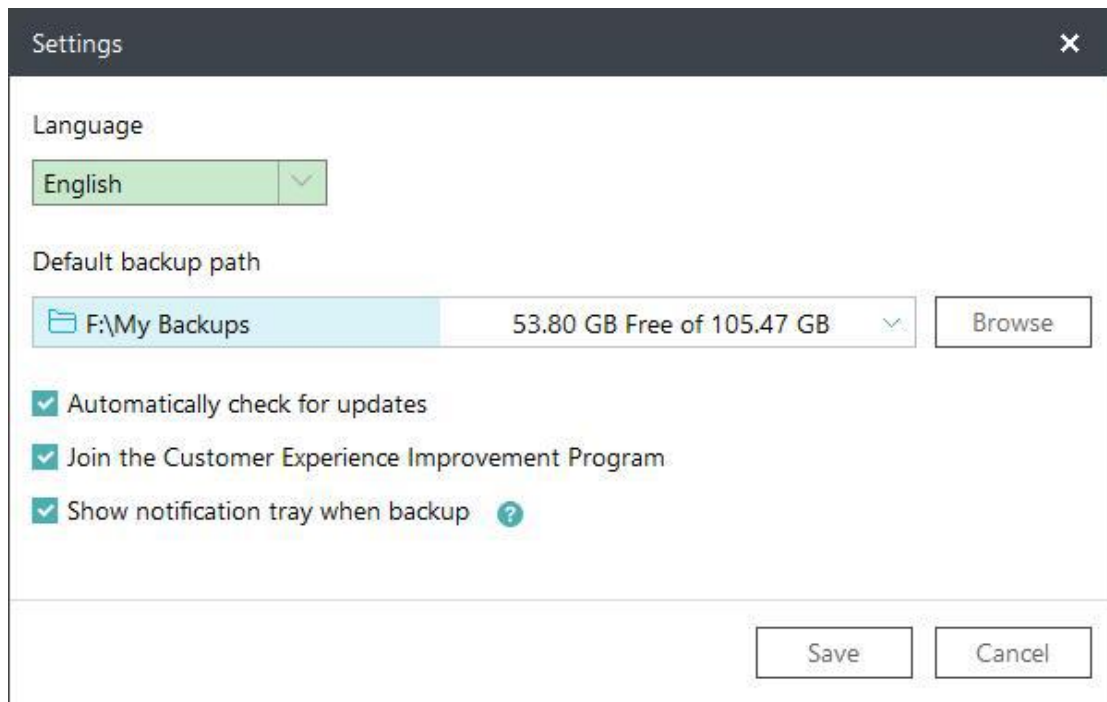 Settings
Language
English
Default backup path
F:\My Backups 53.80 GB Free of 105.47 GB Browse
Automatically check for updates
Join the Customer Experience Improvement Program
Show notification tray when backup ?
Save Cancel